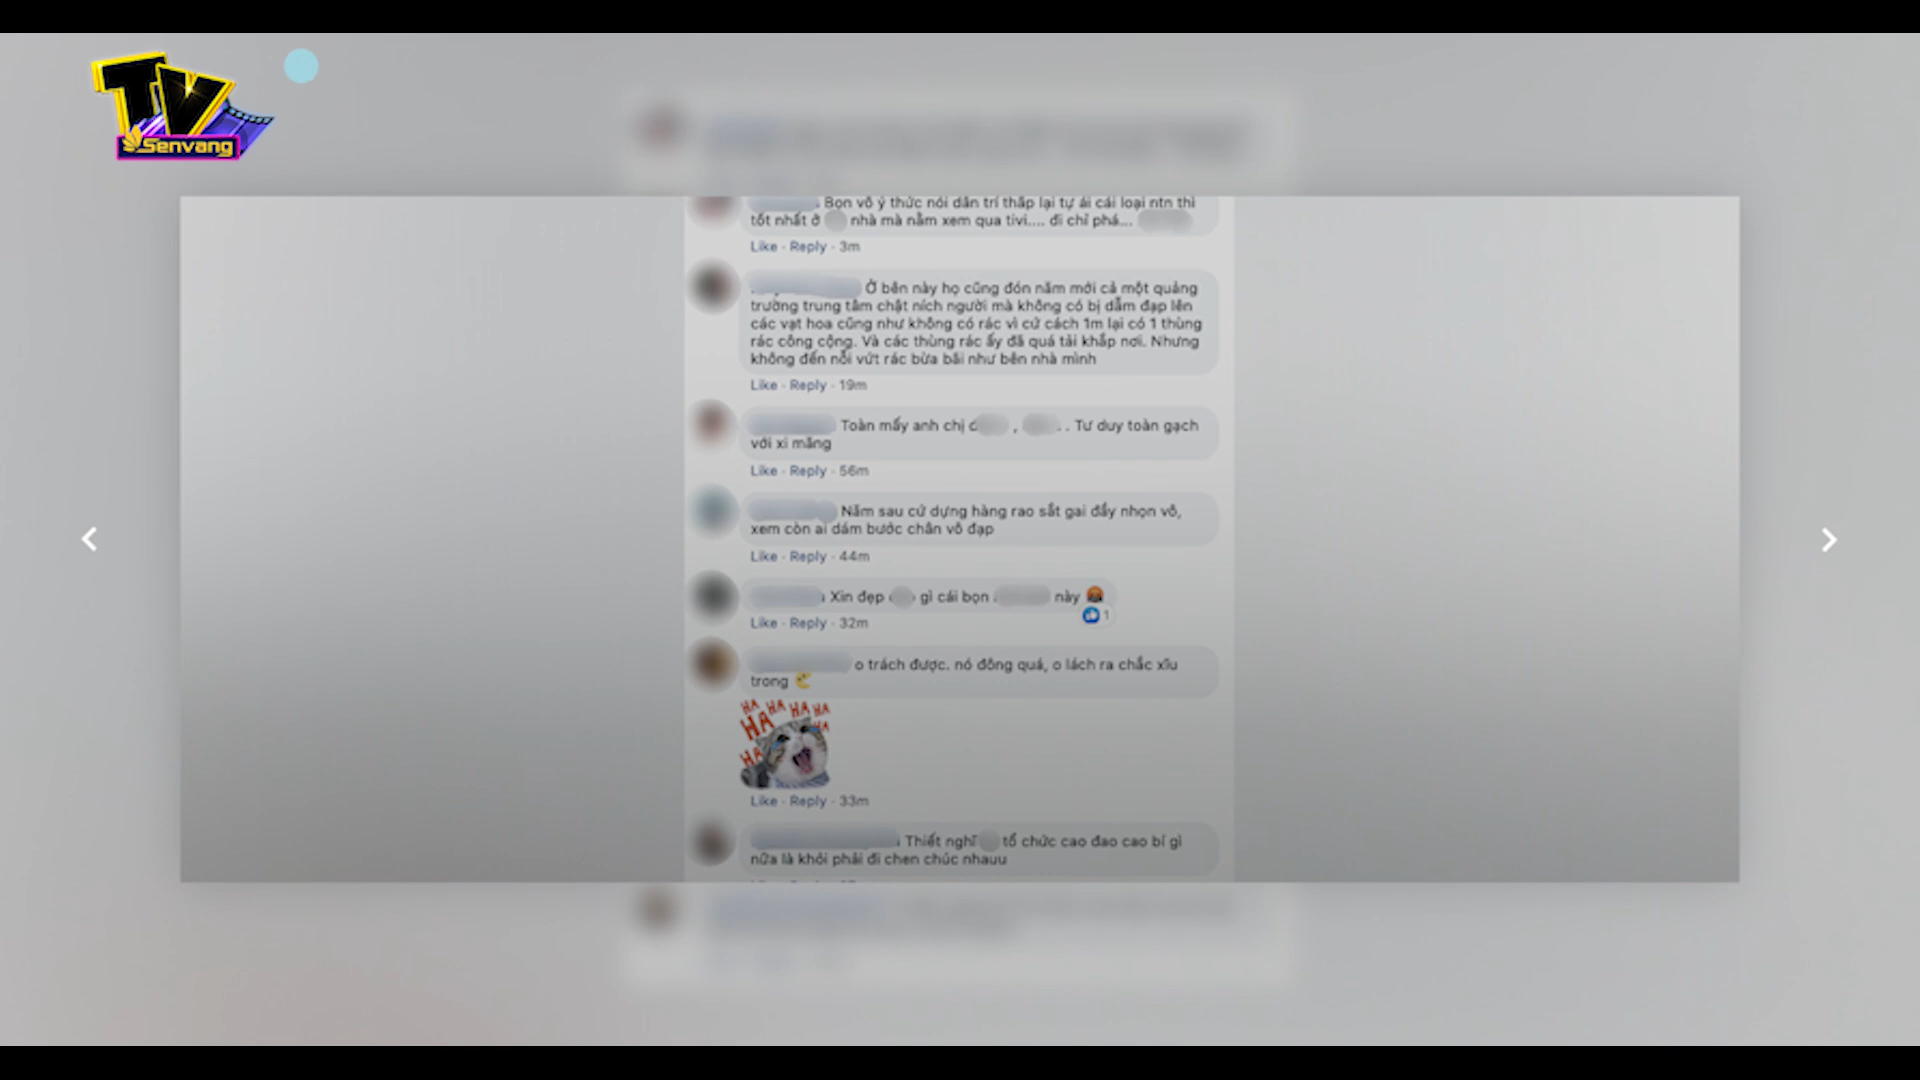 TV
Senvang
Bọn vô ý thức nói dân trí thấp lại tự ái cái loại ntn thì
tốt nhất ở nhà mà nằm xem qua tivi.... đi chỉ phá...
Like · Reply · 3m
Ở bên này họ cũng đón năm mới cả một quảng
trường trung tâm chật ních người mà không có bị dẫm đạp lên
các vạt hoa cũng như không có rác vì cứ cách 1m lại có 1 thùng
rác công cộng. Và các thùng rác ấy đã quá tải khắp nơi. Nhưng
không đến nỗi vứt rác bừa bãi như bên nhà mình
Like · Reply · 19m
Toàn mấy anh chị , . . Tư duy toàn gạch
với xi măng
Like · Reply · 56m
Năm sau cứ dựng hàng rao sắt gai đầy nhọn vô,
xem còn ai dám bước chân vô đạp
Like · Reply · 44m
Xin đẹp gì cái bọn này
1
Like · Reply · 32m
o trách được. nó đông quá, o lách ra chắc xĩu
trong
HA HA HA HA
HA HA HA
HA
Like · Reply · 33m
Thiết nghĩ tổ chức cao đao cao bí gì
nữa là khỏi phải đi chen chúc nhauu